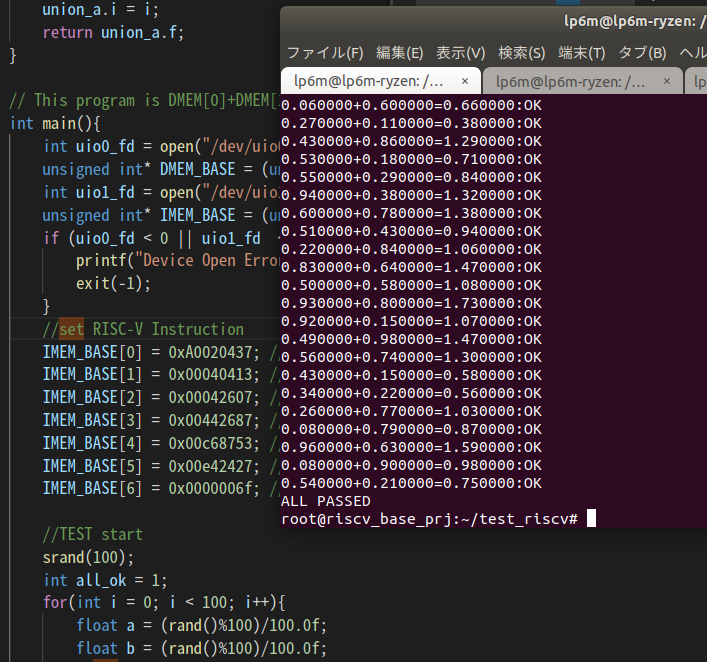 union_a.i = i;
return union_a.f;
}
// This program is DMEM[0]+DMEM[
int main(){
int uio0_fd = open("/dev/uio
unsigned int* DMEM_BASE = (u
int uio1_fd = open("/dev/uio
unsigned int* IMEM_BASE = (u
if (uio0_fd < 0 || uio1_fd
printf("Device Open Erro
exit(-1);
}
//set RISC-V Instruction
IMEM_BASE[0] = 0xA0020437; /
IMEM_BASE[1] = 0x00040413; /
IMEM_BASE[2] = 0x00042607; /
IMEM_BASE[3] = 0x00442687; /
IMEM_BASE[4] = 0x00c68753; /
IMEM_BASE[5] = 0x00e42427; /
IMEM_BASE[6] = 0x0000006f; /
//TEST start
srand(100);
int all_ok = 1;
for(int i = 0; i < 100; i++){
float a = (rand()%100)/100.0f;
float b = (rand()%100)/100.0f;
lp6m@lp6m-ryzen: /
ファイル(F) 編集(E) 表示(V) 検索(S) 端末(T) タブ(B) ヘル
lp6m@lp6m-ryzen: /... × lp6m@lp6m-ryzen: /... × lp
0.060000+0.600000=0.660000:OK
0.270000+0.110000=0.380000:OK
0.430000+0.860000=1.290000:OK
0.530000+0.180000=0.710000:OK
0.550000+0.290000=0.840000:OK
0.940000+0.380000=1.320000:OK
0.600000+0.780000=1.380000:OK
0.510000+0.430000=0.940000:OK
0.220000+0.840000=1.060000:OK
0.830000+0.640000=1.470000:OK
0.500000+0.580000=1.080000:OK
0.930000+0.800000=1.730000:OK
0.920000+0.150000=1.070000:OK
0.490000+0.980000=1.470000:OK
0.560000+0.740000=1.300000:OK
0.430000+0.150000=0.580000:OK
0.340000+0.220000=0.560000:OK
0.260000+0.770000=1.030000:OK
0.080000+0.790000=0.870000:OK
0.960000+0.630000=1.590000:OK
0.080000+0.900000=0.980000:OK
0.540000+0.210000=0.750000:OK
ALL PASSED
root@riscv_base_prj:~/test_riscv#